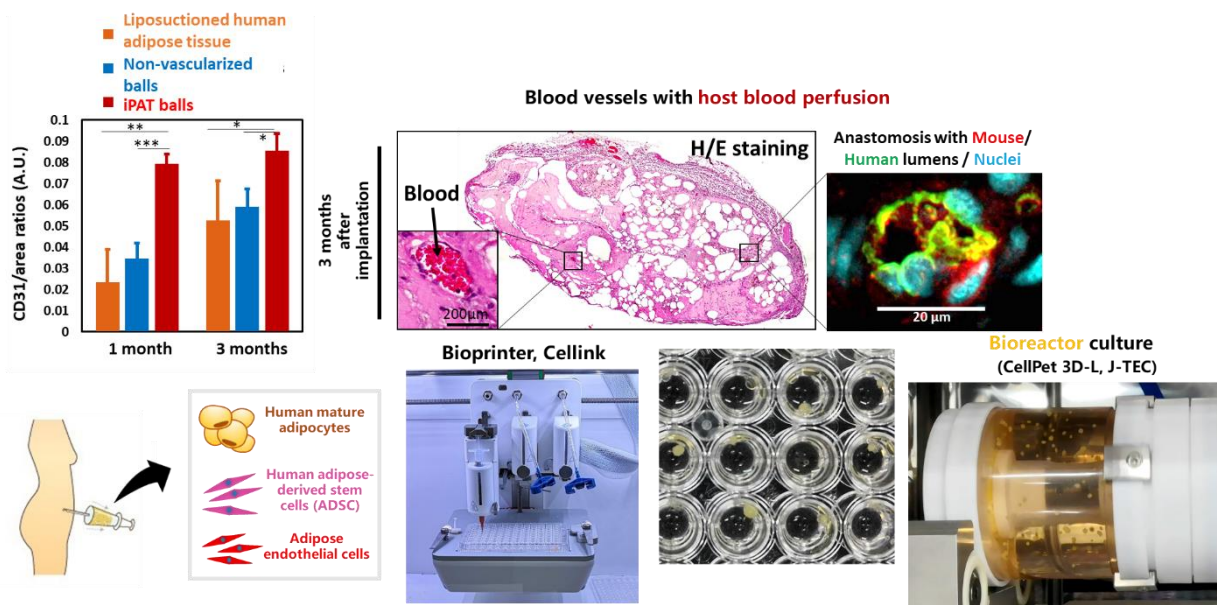 Liposuctioned human
adipose tissue
Non-vascularized
balls
iPAT balls
CD31/area ratios (A.U.)
0.1
0.09
0.08
0.07
0.06
0.05
0.04
0.03
0.02
0.01
0
**
***
*
*
1 month
3 months
3 months
after
implantation
Blood vessels with host blood perfusion
H/E staining
Blood
200µm
Anastomosis with Mouse/
Human lumens / Nuclei
20 µm
Human mature
adipocytes
Human adipose-
derived stem
cells (ADSC)
Adipose
endothelial cells
Bioprinter, Cellink
Bioreactor culture
(CellPet 3D-L, J-TEC)